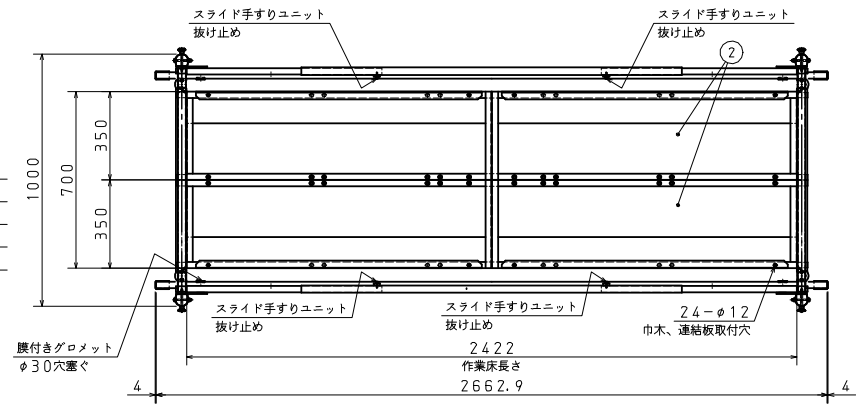 スライド手すりユニット
抜け止め
スライド手すりユニット
抜け止め
2
1000
700
350
350
スライド手すりユニット
抜け止め
スライド手すりユニット
抜け止め
24-φ12
巾木、連結板取付穴
膜付きグロメット
φ30穴塞ぐ
2422
作業床長さ
4
2662.9
4